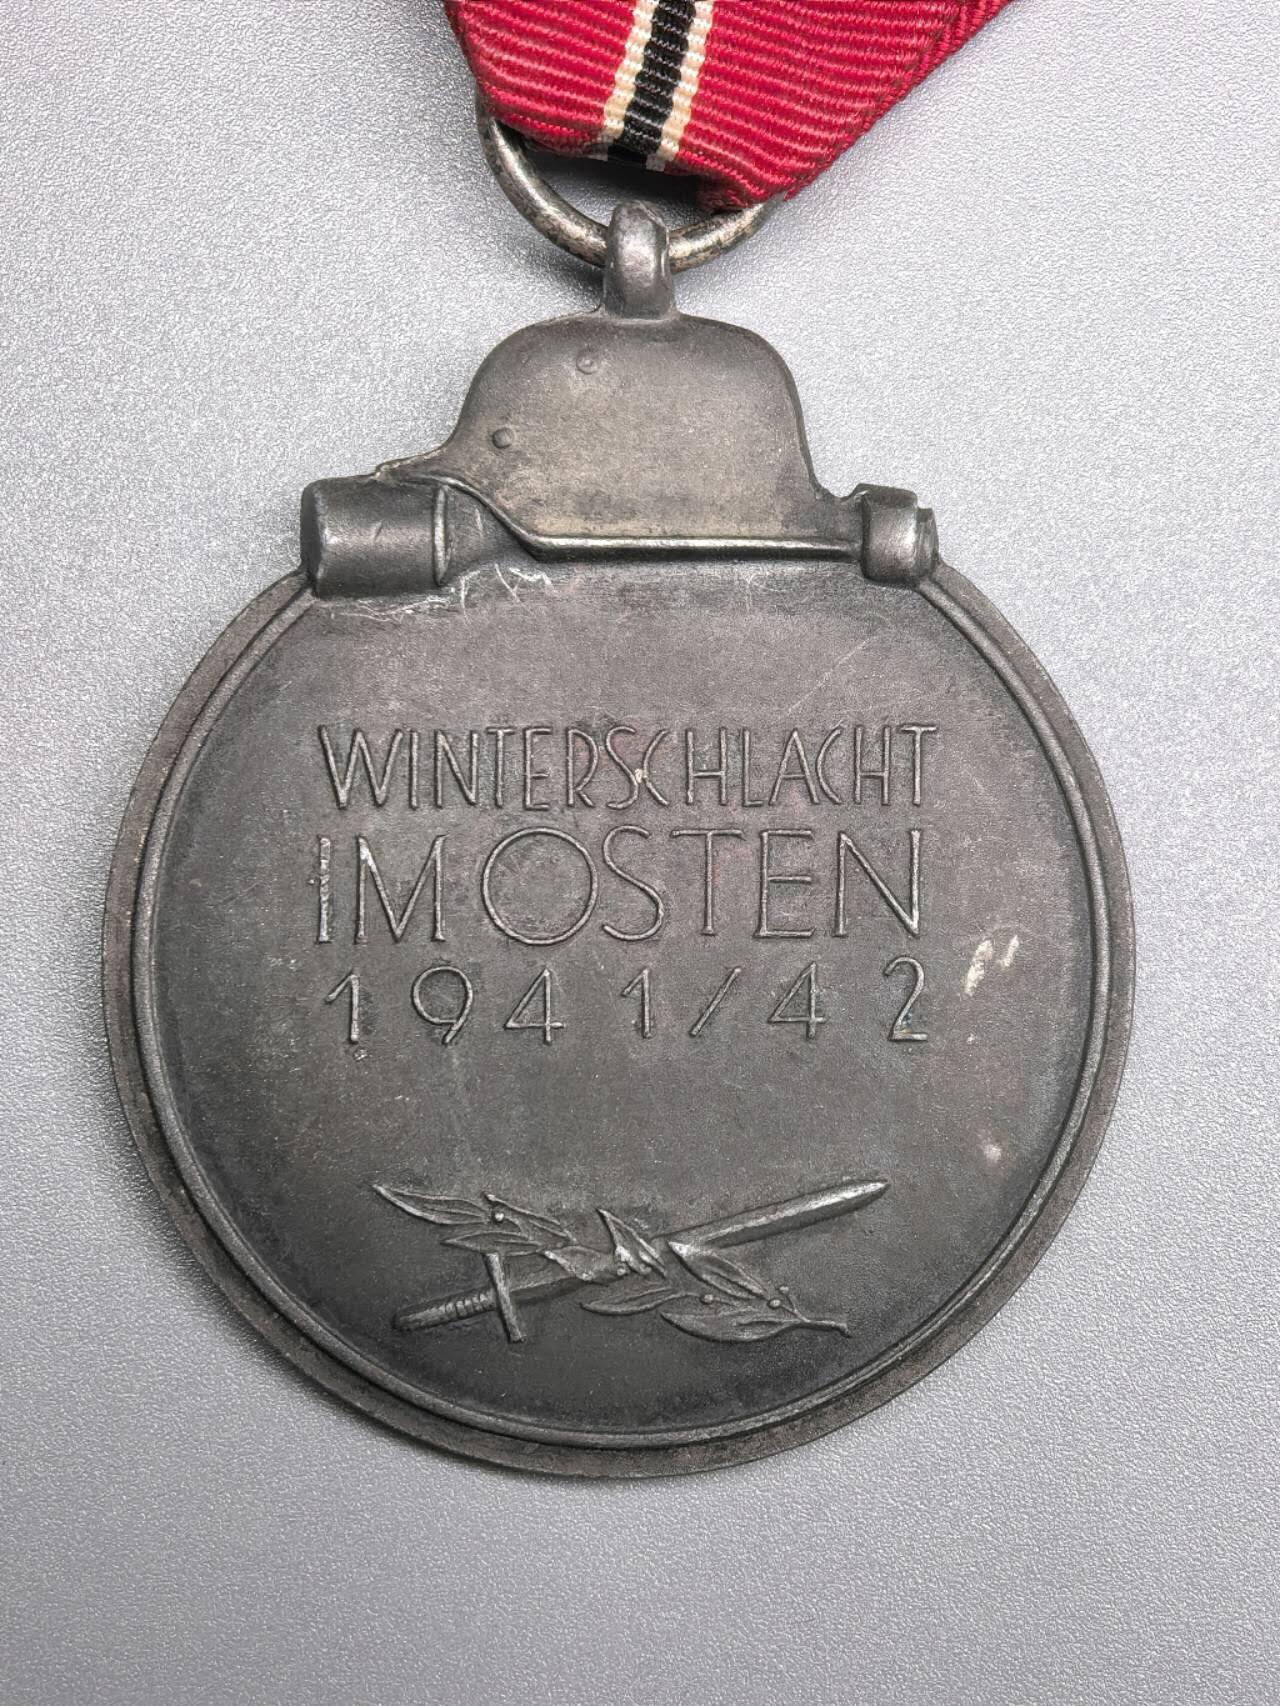 WINTERSCHLACHT
IM OSTEN
1941/42